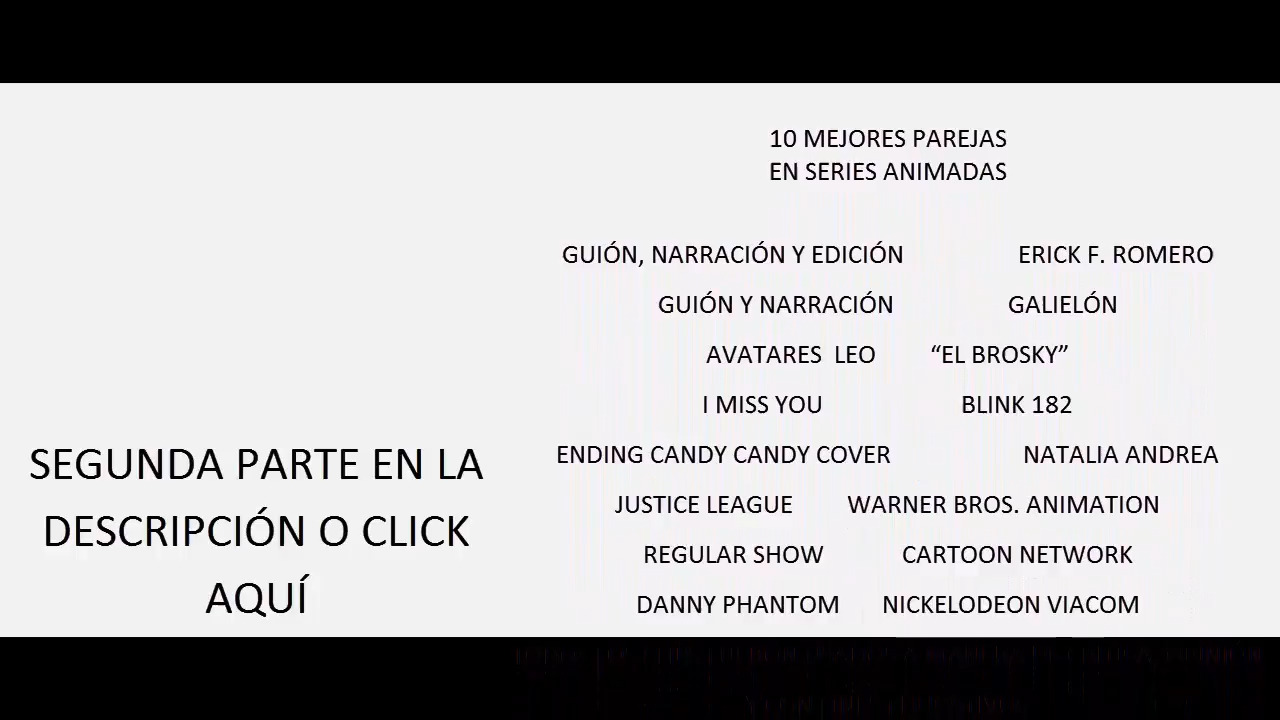 10 MEJORES PAREJAS
EN SERIES ANIMADAS
GUIÓN, NARRACIÓN Y EDICIÓN ERICK F. ROMERO
GUIÓN Y NARRACIÓN GALIELÓN
AVATARES LEO “EL BROSKY”
I MISS YOU BLINK 182
ENDING CANDY CANDY COVER NATALIA ANDREA
JUSTICE LEAGUE WARNER BROS. ANIMATION
REGULAR SHOW CARTOON NETWORK
DANNY PHANTOM NICKELODEON VIACOM
SEGUNDA PARTE EN LA
DESCRIPCIÓN O CLICK
AQUÍ